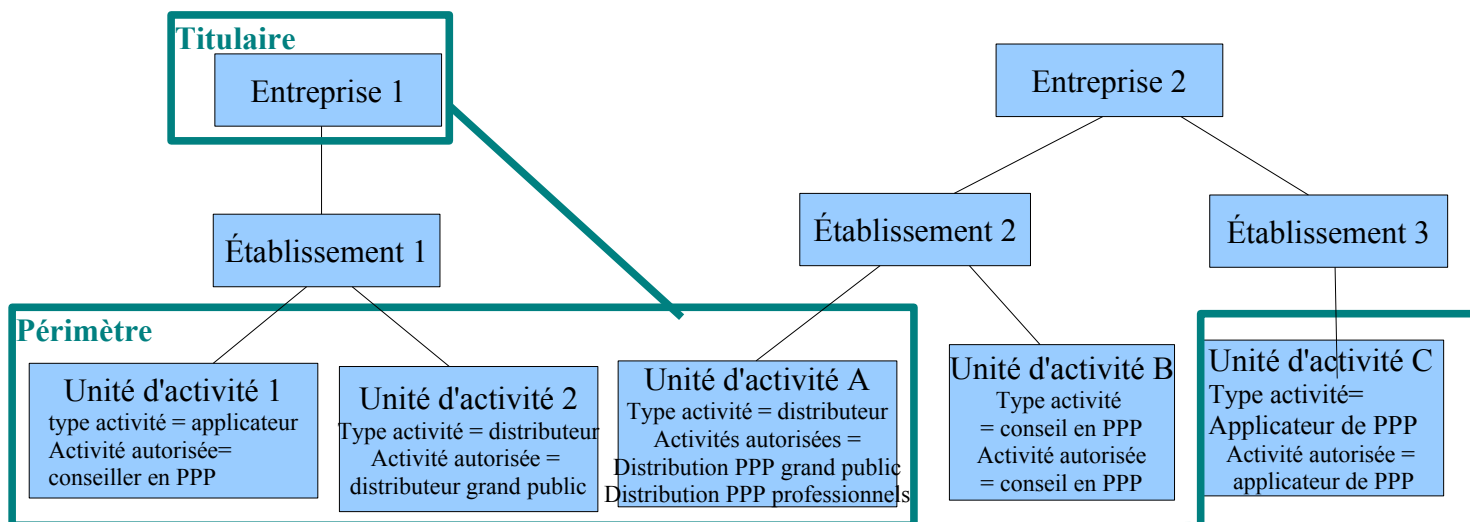 Titulaire
Entreprise 1
Entreprise 2
Établissement 1
Établissement 2
Établissement 3
Périmètre
Unité d'activité 1
type activité = applicateur
Activité autorisée=
conseiller en PPP
Unité d'activité 2
Type activité = distributeur
Activité autorisée =
distributeur grand public
Unité d'activité A
Type activité = distributeur
Activités autorisées =
Distribution PPP grand public
Distribution PPP professionnels
Unité d'activité B
Type activité
= conseil en PPP
Activité autorisée
= conseil en PPP
Unité d'activité C
Type activité=
Applicateur de PPP
Activité autorisée =
applicateur de PPP